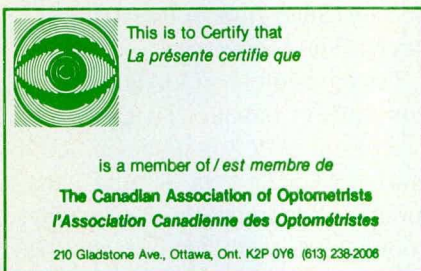 This is to Certify that
La présente certifie que
is a member of / est membre de
The Canadian Association of Optometrists
l'Association Canadienne des Optométristes
210 Gladstone Ave., Ottawa, Ont. K2P 0Y6 (613) 238-2006